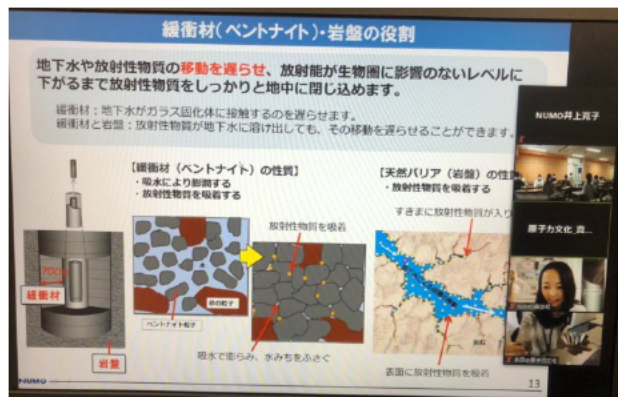 緩衝材(ベントナイト)・岩盤の役割
地下水や放射性物質の移動を遅らせ、放射能が生物圏に影響のないレベルに
下がるまで放射性物質をしっかりと地中に閉じ込めます。
緩衝材：地下水がガラス固化体に接触するのを遅らせます。
緩衝材と岩盤：放射性物質が地下水に溶け出しても、その移動を遅らせることができます。
【緩衝材（ベントナイト）の性質】
・吸水により膨潤する
・放射性物質を吸着する
【天然バリア（岩盤）の性
・放射性物質を吸着する
すきまに放射性物質が入り
放射性物質を吸着
70cm
緩衝材
岩盤
砂の粒子
ベントナイト粒子
吸水で膨らみ、水みちをふさぐ
表面に放射性物質を吸着
NUMO
13
NUMO井上寛子
原子力文化_